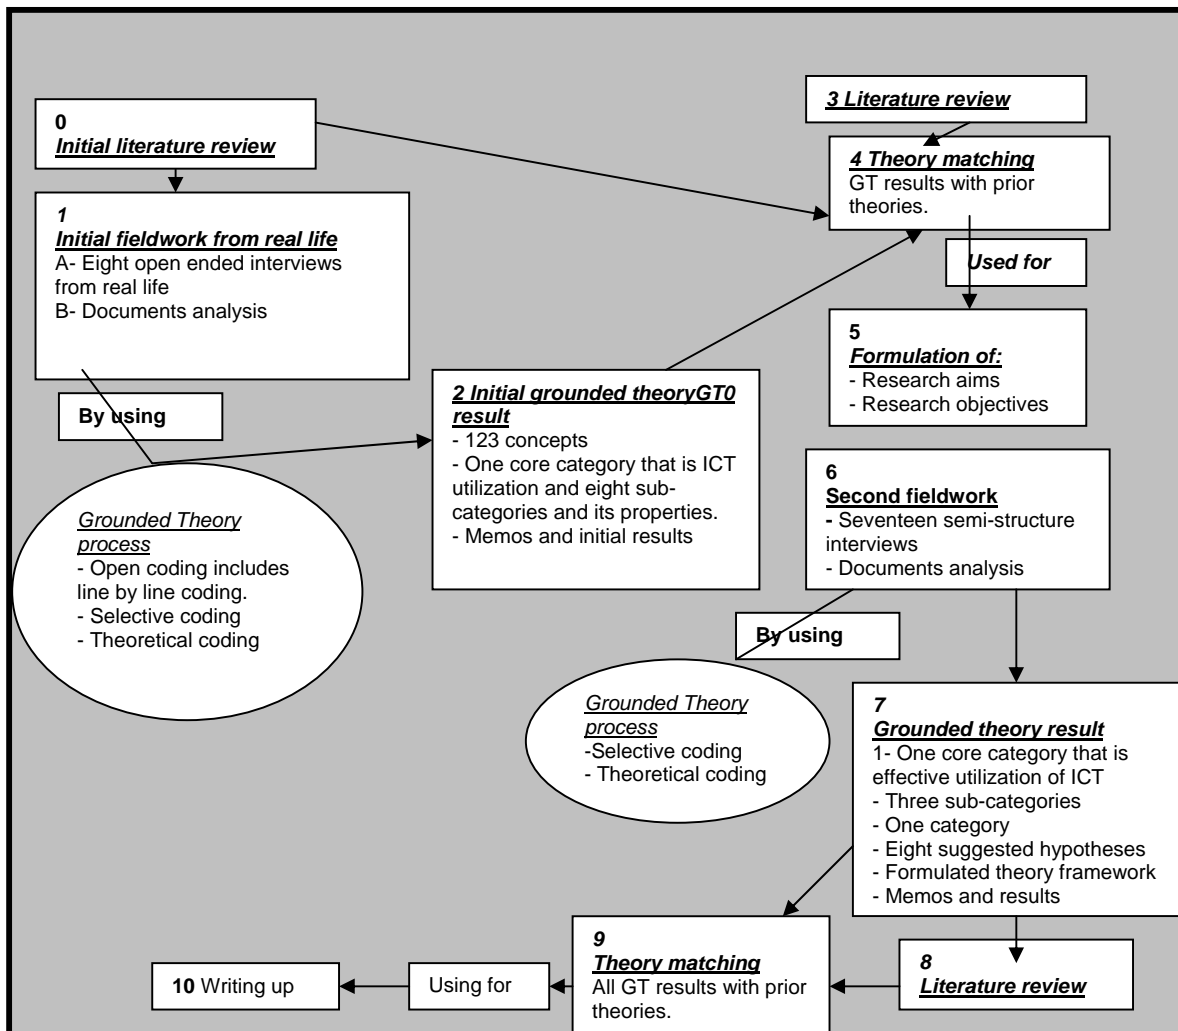 0
Initial literature review
1
Initial fieldwork from real life
A- Eight open ended interviews
from real life
B- Documents analysis
By using
Grounded Theory
process
- Open coding includes
line by line coding.
- Selective coding
- Theoretical coding
2 Initial grounded theoryGT0
result
- 123 concepts
- One core category that is ICT
utilization and eight sub-
categories and its properties.
- Memos and initial results
3 Literature review
4 Theory matching
GT results with prior
theories.
Used for
5
Formulation of:
- Research aims
- Research objectives
6
Second fieldwork
- Seventeen semi-structure
interviews
- Documents analysis
By using
Grounded Theory
process
-Selective coding
- Theoretical coding
7
Grounded theory result
1- One core category that is
effective utilization of ICT
- Three sub-categories
- One category
- Eight suggested hypotheses
- Formulated theory framework
- Memos and results
8
Literature review
9
Theory matching
All GT results with prior
theories.
Using for
10 Writing up